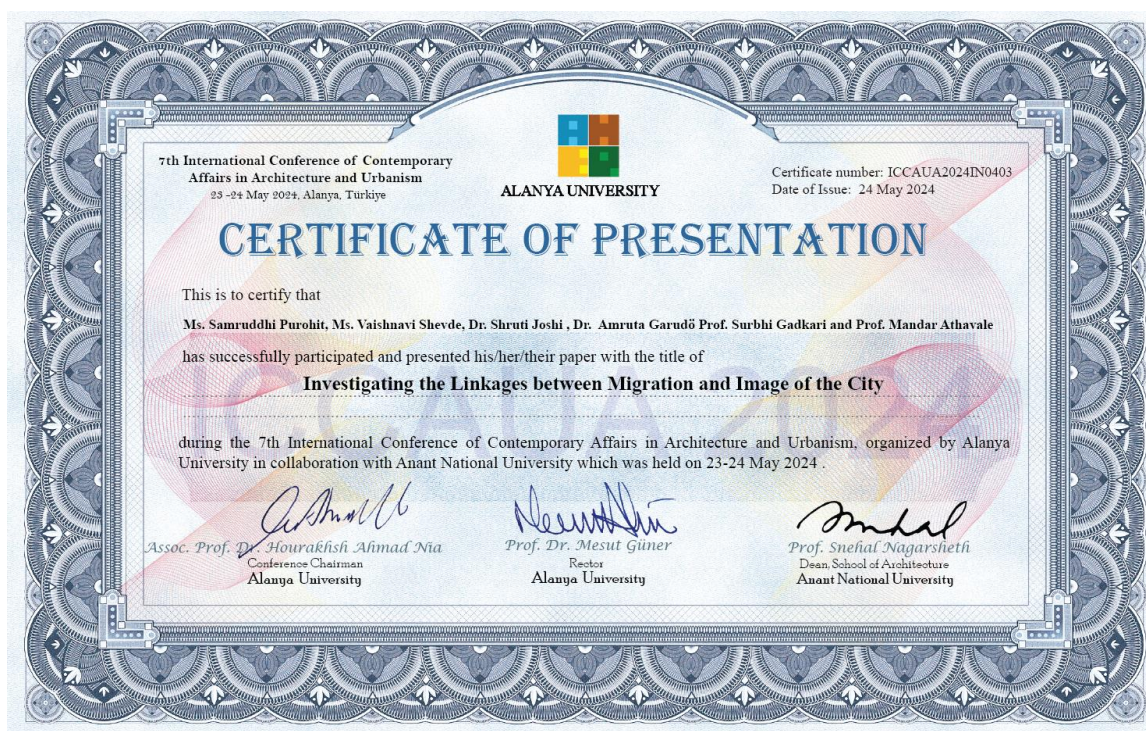 7th International Conference of Contemporary
Affairs in Architecture and Urbanism
23 -24 May 2024, Alanya, Türkiye
ALANYA UNIVERSITY
Certificate number: ICCAUA2024IN0403
Date of Issue: 24 May 2024
CERTIFICATE OF PRESENTATION
This is to certify that
Ms. Samruddhi Purohit, Ms. Vaishnavi Shevde, Dr. Shruti Joshi , Dr. Amruta Garudö Prof. Surbhi Gadkari and Prof. Mandar Athavale
has successfully participated and presented his/her/their paper with the title of
Investigating the Linkages between Migration and Image of the City
ICCAUA 2024
during the 7th International Conference of Contemporary Affairs in Architecture and Urbanism, organized by Alanya
University in collaboration with Anant National University which was held on 23-24 May 2024 .
Assoc. Prof. Dr. Hourakhsh Ahmad Nia
Conference Chairman
Alanya University
Prof. Dr. Mesut Güner
Rector
Alanya University
Prof. Snehal Nagarsheth
Dean, School of Architecture
Anant National University